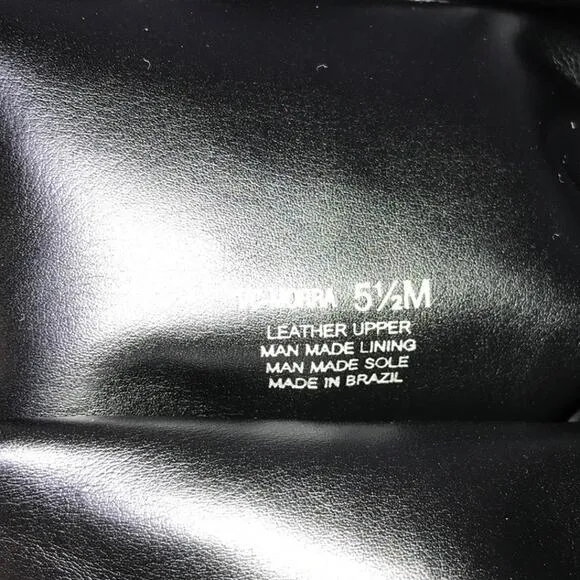 5½M
LEATHER UPPER
MAN MADE LINING
MAN MADE SOLE
MADE IN BRAZIL